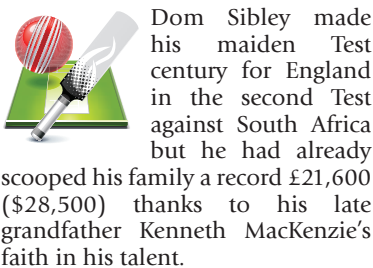 Dom Sibley made
his maiden Test
century for England
in the second Test
against South Africa
but he had already
scooped his family a record £21,600
($28,500) thanks to his late
grandfather Kenneth MacKenzie’s
faith in his talent.